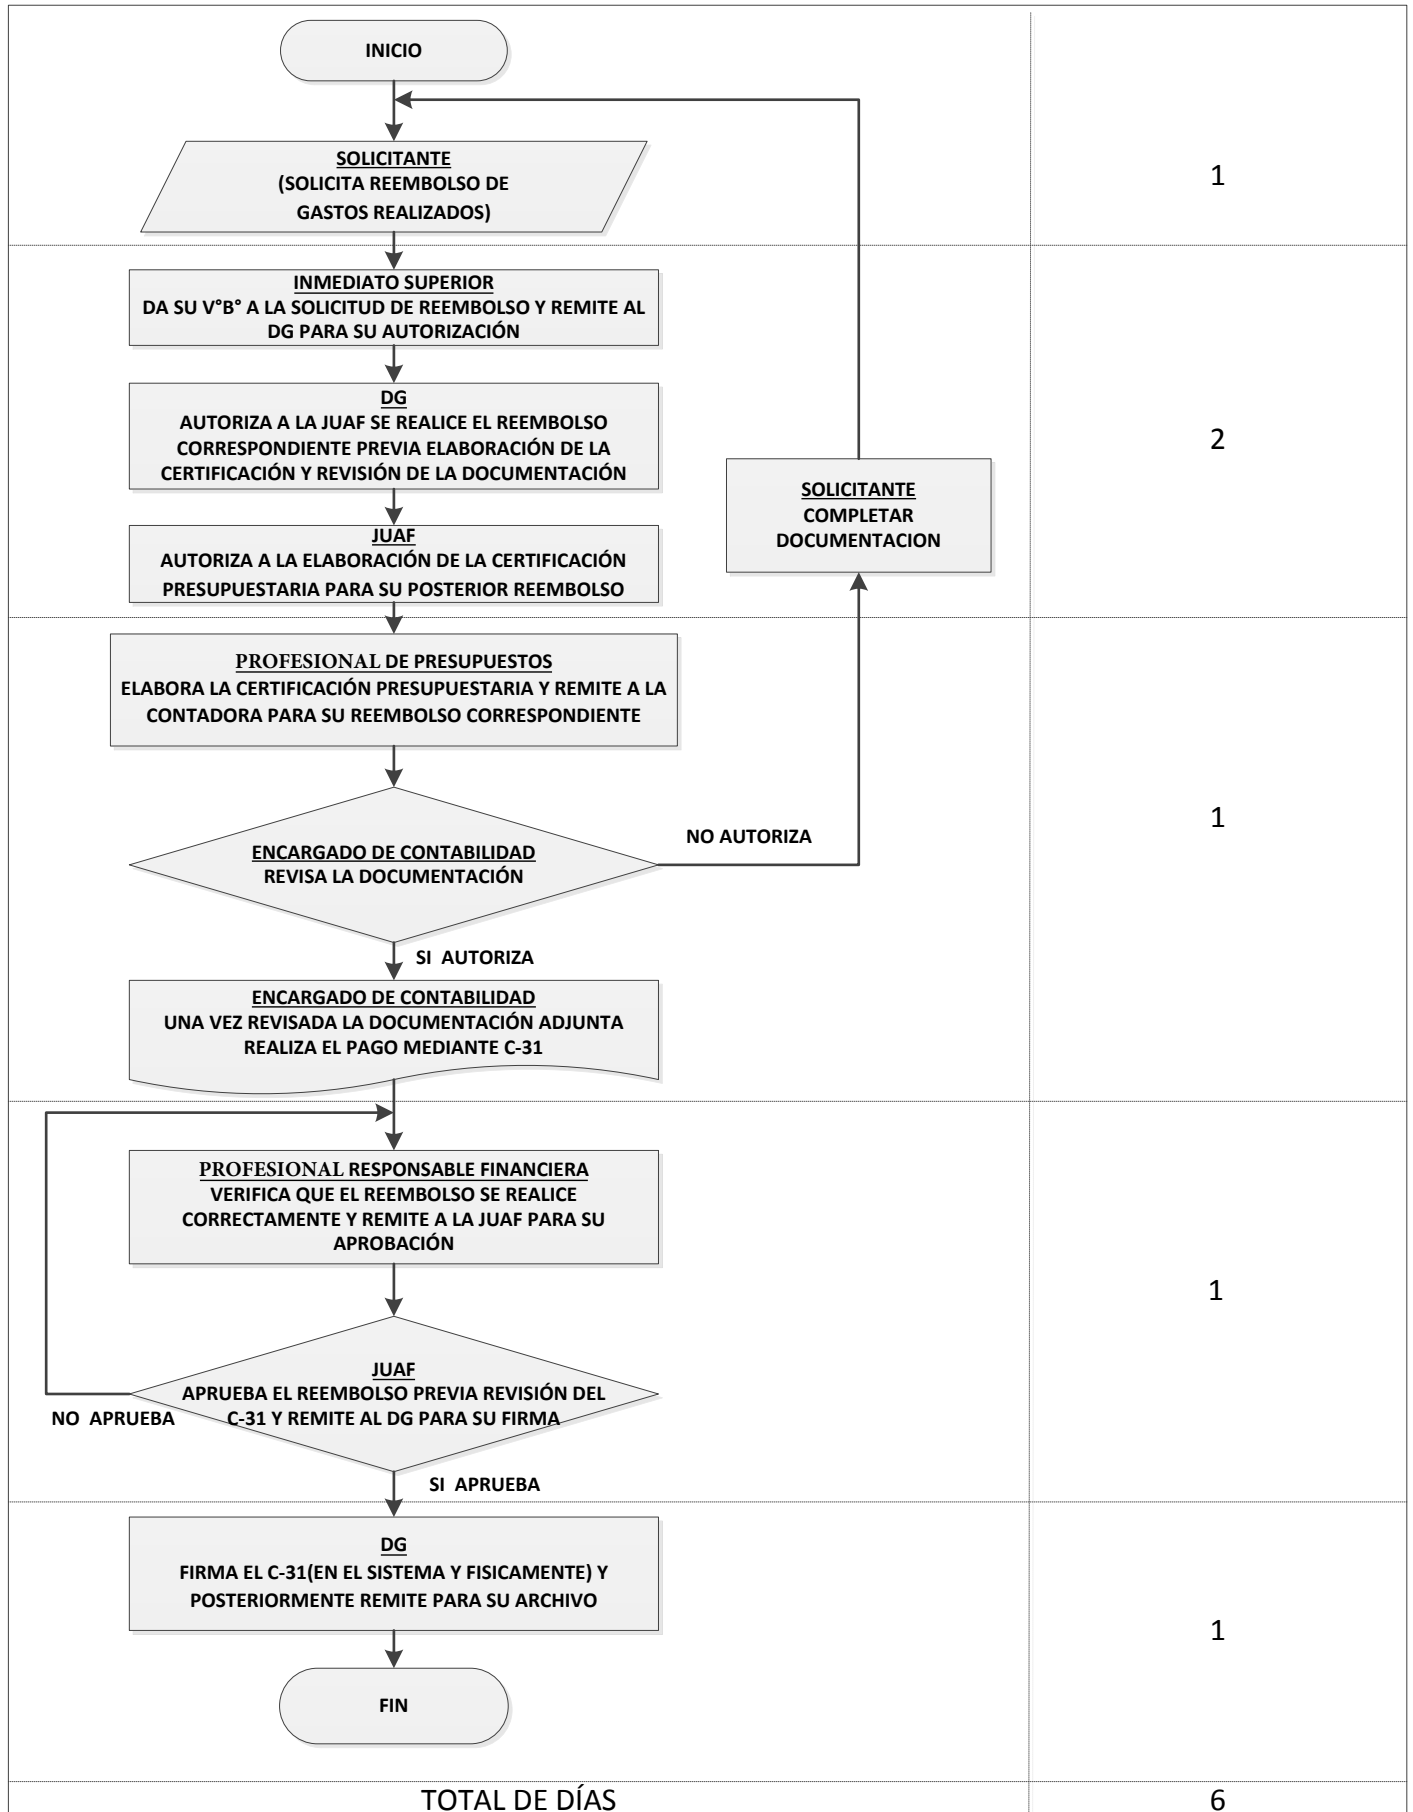 INICIO
SOLICITANTE
(SOLICITA REEMBOLSO DE
GASTOS REALIZADOS)
1
INMEDIATO SUPERIOR
DA SU V°B° A LA SOLICITUD DE REEMBOLSO Y REMITE AL
DG PARA SU AUTORIZACIÓN
DG
AUTORIZA A LA JUAF SE REALICE EL REEMBOLSO
CORRESPONDIENTE PREVIA ELABORACIÓN DE LA
CERTIFICACIÓN Y REVISIÓN DE LA DOCUMENTACIÓN
2
SOLICITANTE
COMPLETAR
DOCUMENTACION
JUAF
AUTORIZA A LA ELABORACIÓN DE LA CERTIFICACIÓN
PRESUPUESTARIA PARA SU POSTERIOR REEMBOLSO
PROFESIONAL DE PRESUPUESTOS
ELABORA LA CERTIFICACIÓN PRESUPUESTARIA Y REMITE A LA
CONTADORA PARA SU REEMBOLSO CORRESPONDIENTE
1
NO AUTORIZA
ENCARGADO DE CONTABILIDAD
REVISA LA DOCUMENTACIÓN
SI AUTORIZA
ENCARGADO DE CONTABILIDAD
UNA VEZ REVISADA LA DOCUMENTACIÓN ADJUNTA
REALIZA EL PAGO MEDIANTE C-31
PROFESIONAL RESPONSABLE FINANCIERA
VERIFICA QUE EL REEMBOLSO SE REALICE
CORRECTAMENTE Y REMITE A LA JUAF PARA SU
APROBACIÓN
1
JUAF
APRUEBA EL REEMBOLSO PREVIA REVISIÓN DEL
C-31 Y REMITE AL DG PARA SU FIRMA
NO APRUEBA
SI APRUEBA
DG
FIRMA EL C-31(EN EL SISTEMA Y FISICAMENTE) Y
POSTERIORMENTE REMITE PARA SU ARCHIVO
1
FIN
TOTAL DE DÍAS 6